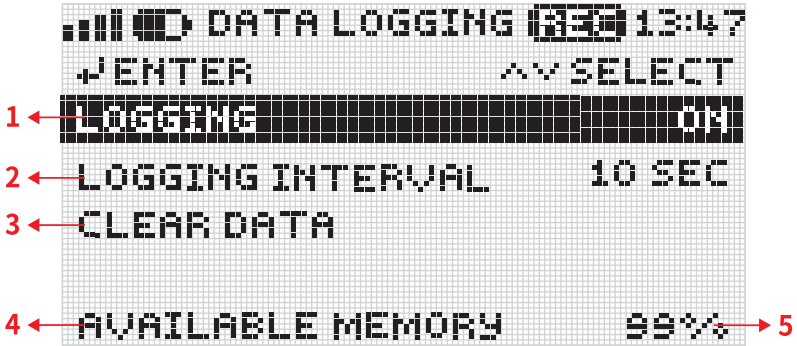 DATA LOGGING REC 13:47
ENTER SELECT
1 LOGGING ON
2 LOGGING INTERVAL 10 SEC
3 CLEAR DATA
4 AVAILABLE MEMORY 99% 5